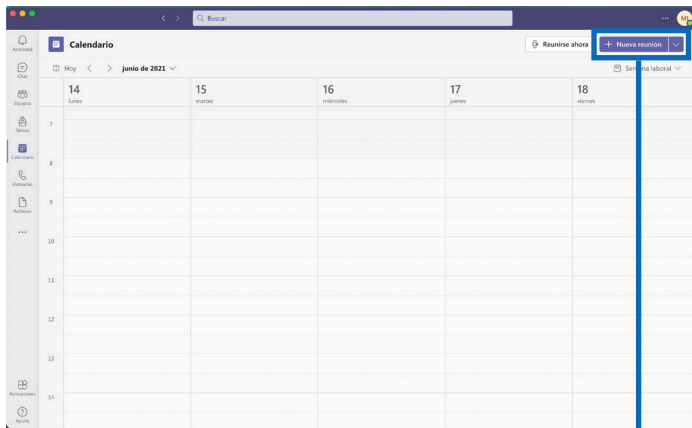 Buscar
ML
Actividad
Chat
Equipos
Tareas
Calendario
Llamadas
Archivos
Aplicaciones
Ayuda
Calendario
Reunirse ahora
+ Nueva reunión
Hoy
junio de 2021
Semana laboral
14
lunes
15
martes
16
miércoles
17
jueves
18
viernes
7
8
9
10
11
12
13
14